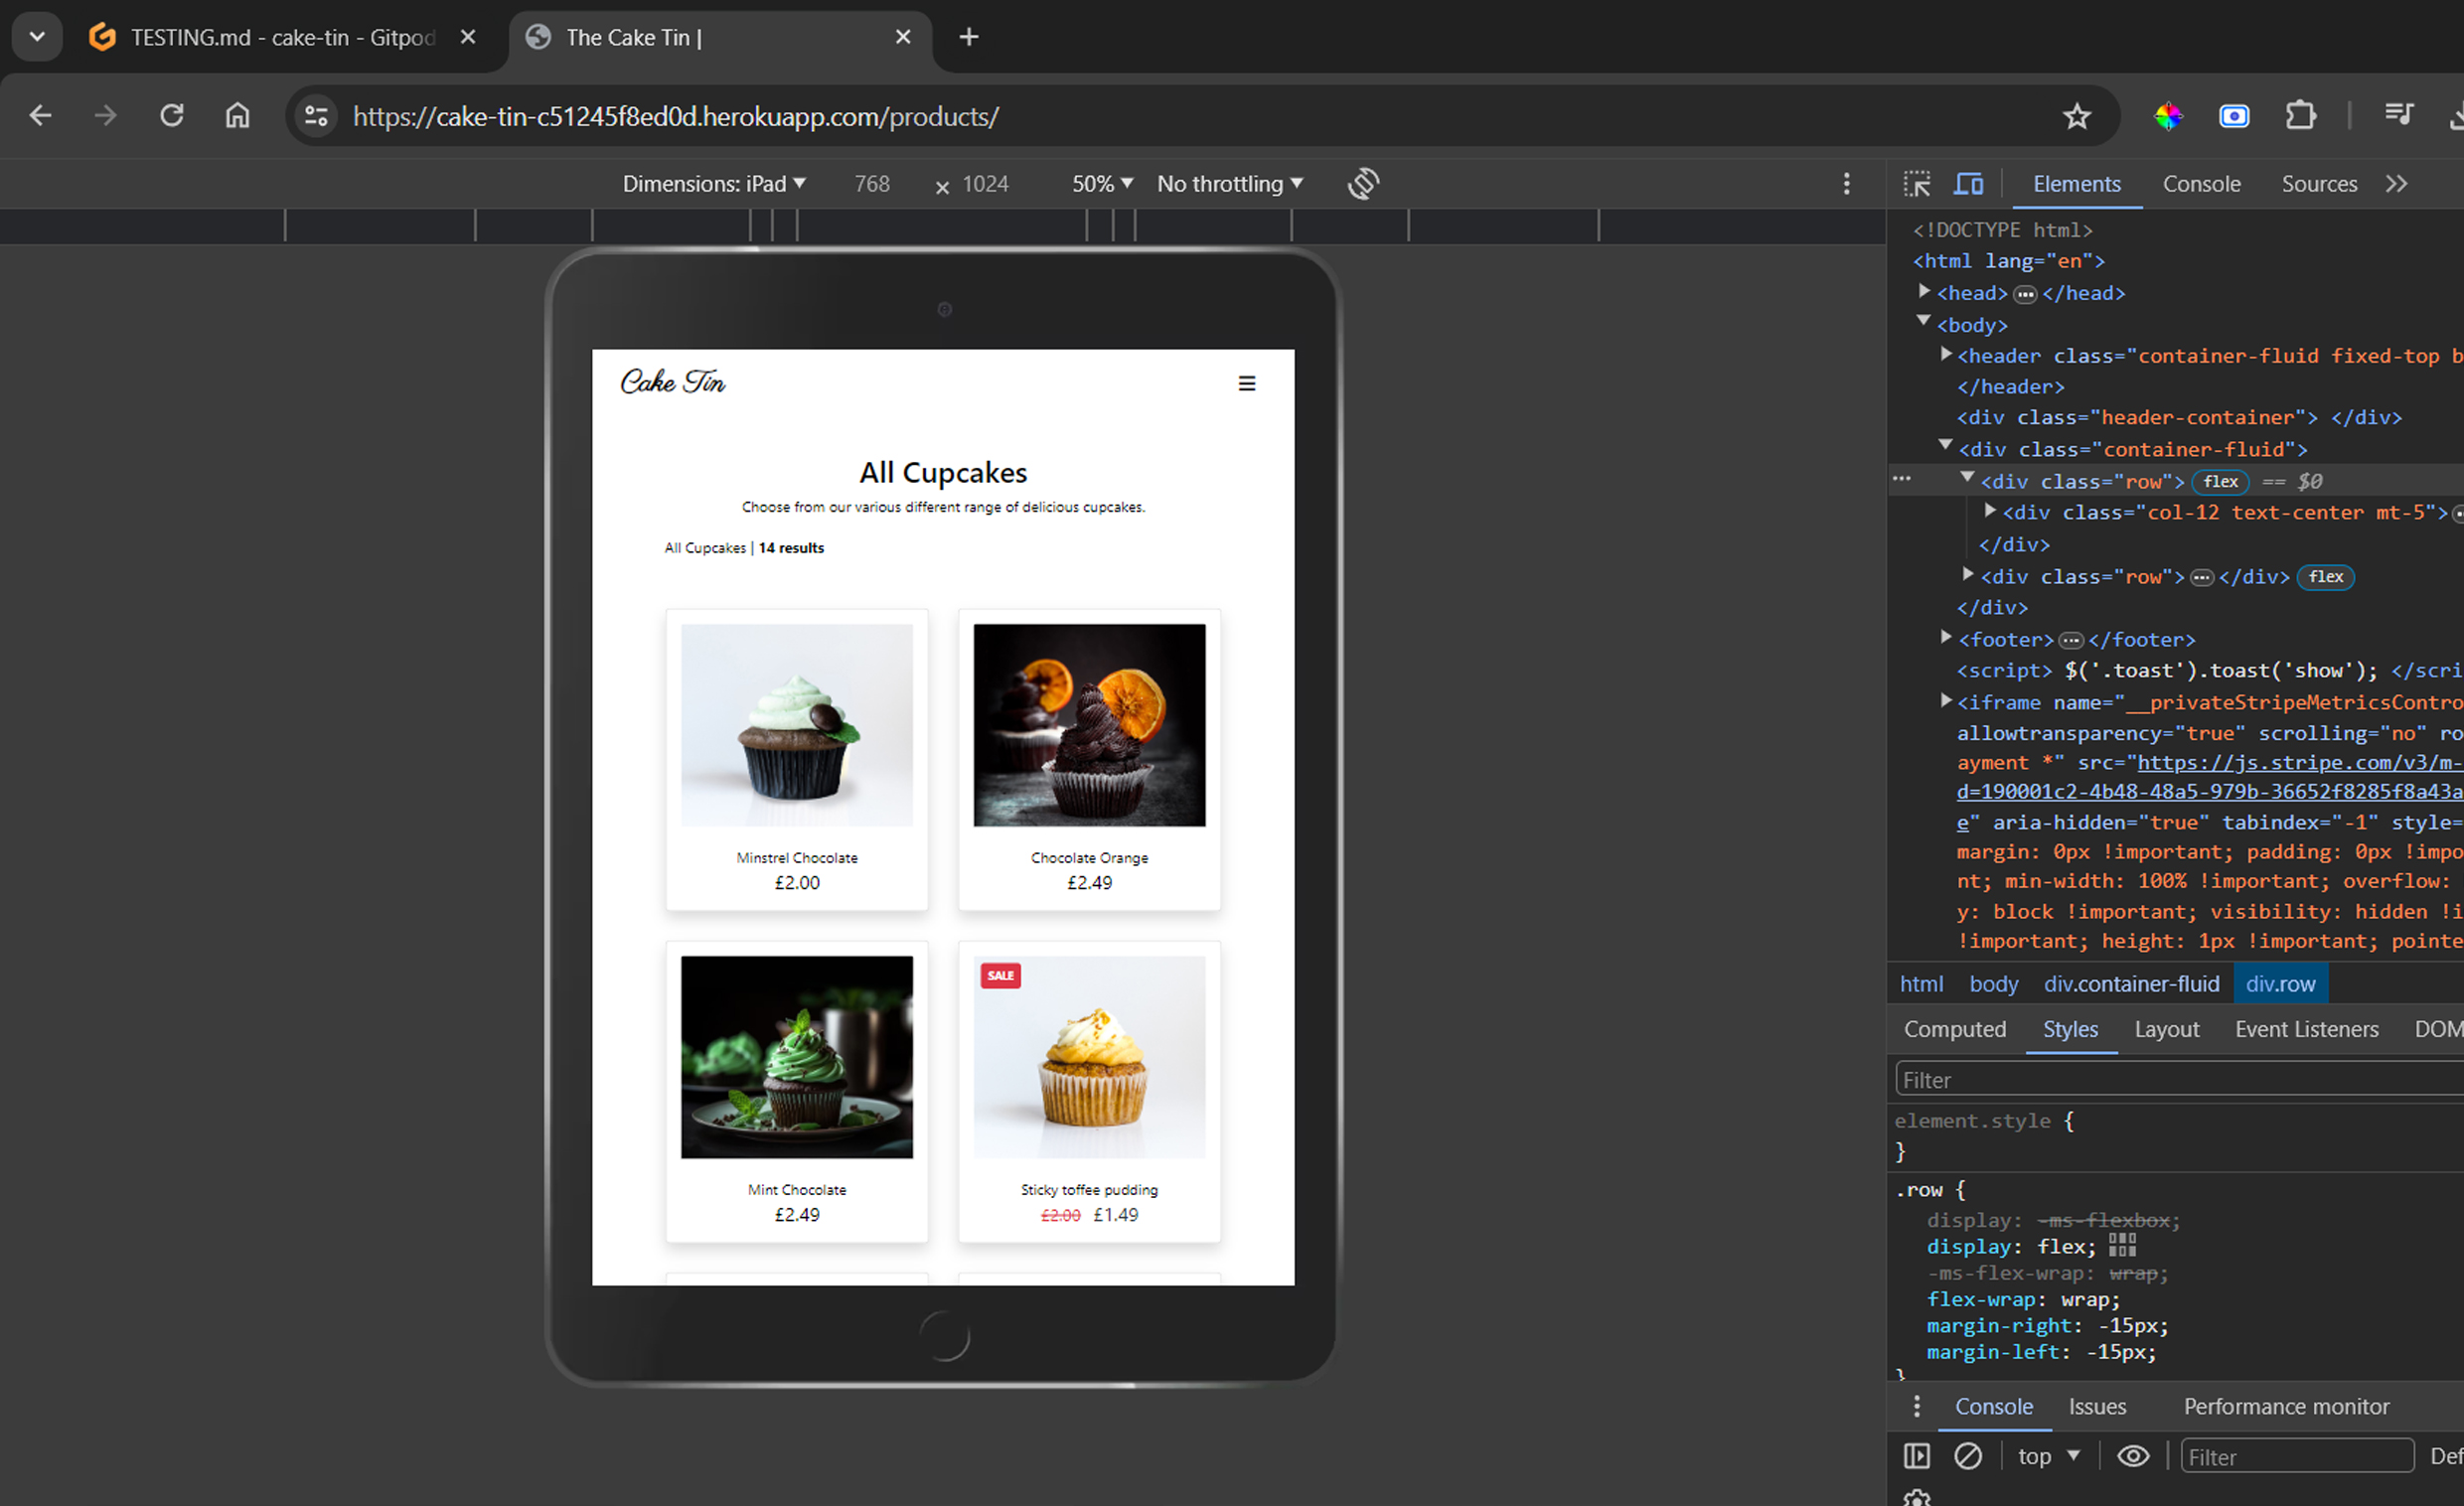 TESTING.md - cake-tin - Gitpod
The Cake Tin |
https://cake-tin-c51245f8ed0d.herokuapp.com/products/
Dimensions: iPad 768 × 1024 50% No throttling
Elements Console Sources
<!DOCTYPE html>
<html lang="en">
<head> ... </head>
<body>
<header class="container-fluid fixed-top b
</header>
<div class="header-container"> </div>
<div class="container-fluid">
<div class="row"> flex == $0
<div class="col-12 text-center mt-5">
</div>
<div class="row"> ... </div> flex
</div>
<footer> ... </footer>
<script> $('.toast').toast('show'); </scri
<iframe name="__privateStripeMetricsContro
allowtransparency="true" scrolling="no" ro
ayment *" src="https://js.stripe.com/v3/m-
d=190001c2-4b48-48a5-979b-36652f8285f8a43a
e" aria-hidden="true" tabindex="-1" style=
margin: 0px !important; padding: 0px !impo
nt; min-width: 100% !important; overflow:
y: block !important; visibility: hidden !i
!important; height: 1px !important; pointe
html body div.container-fluid div.row
Computed Styles Layout Event Listeners DOM
Filter
element.style {
}
.row {
display: -ms-flexbox;
display: flex;
-ms-flex-wrap: wrap;
flex-wrap: wrap;
margin-right: -15px;
margin-left: -15px;
}
Console Issues Performance monitor
top Filter Def
Cake Tin
All Cupcakes
Choose from our various different range of delicious cupcakes.
All Cupcakes | 14 results
Minstrel Chocolate
£2.00
Chocolate Orange
£2.49
Mint Chocolate
£2.49
SALE
Sticky toffee pudding
£2.00 £1.49